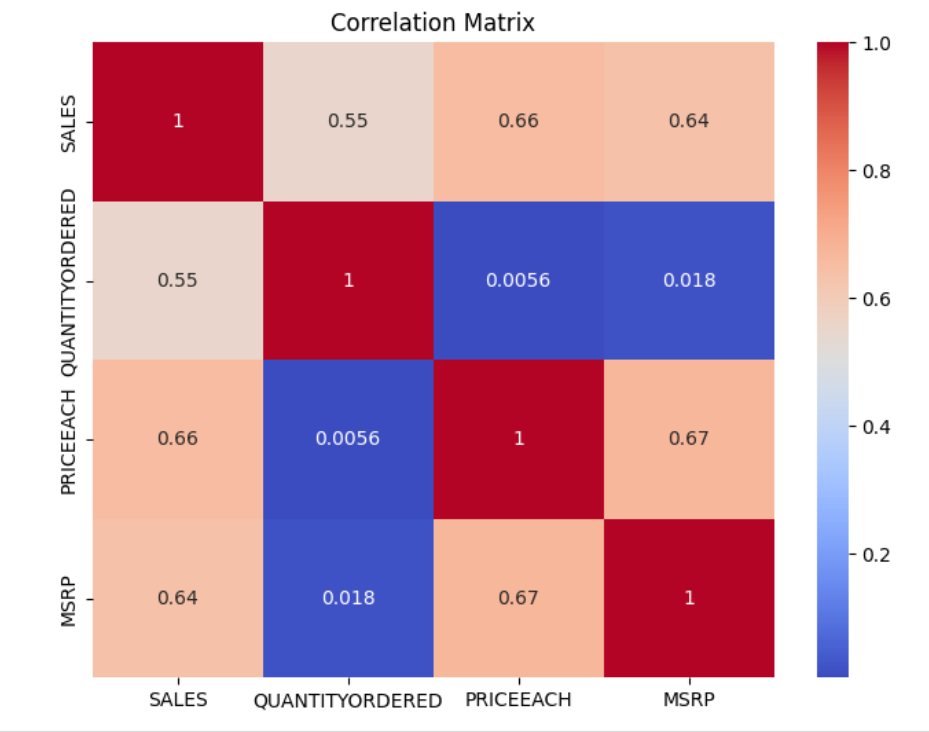 Correlation Matrix
SALES 1 0.55 0.66 0.64
QUANTITYORDERED 0.55 1 0.0056 0.018
PRICEEACH 0.66 0.0056 1 0.67
MSRP 0.64 0.018 0.67 1
SALES QUANTITYORDERED PRICEEACH MSRP
1.0
0.8
0.6
0.4
0.2